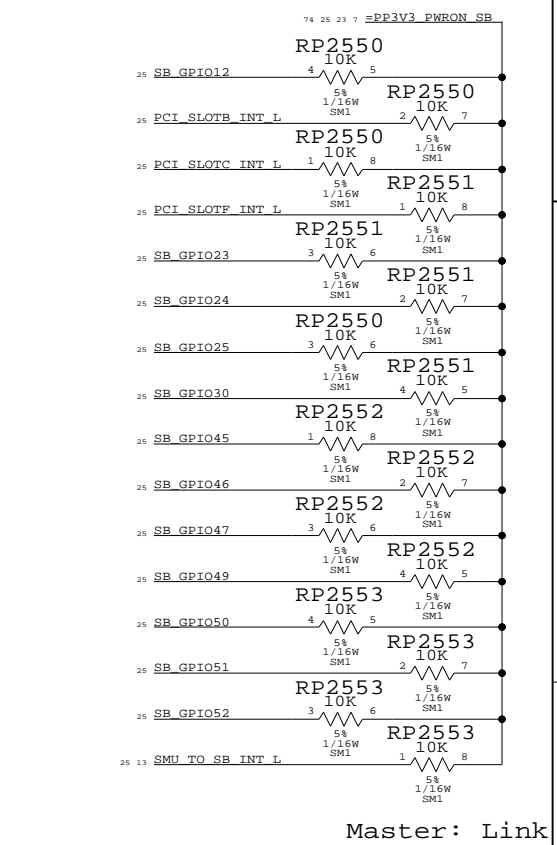 74 25 23 7 =PP3V3_PWRON_SB
RP2550
10K
25 SB_GPIO12 4 5
5%
1/16W
SM1
RP2550
10K
25 PCI_SLOTB_INT_L 2 7
5%
1/16W
SM1
RP2550
10K
25 PCI_SLOTC_INT_L 1 8
5%
1/16W
SM1
RP2551
10K
25 PCI_SLOTF_INT_L 1 8
5%
1/16W
SM1
RP2551
10K
25 SB_GPIO23 3 6
5%
1/16W
SM1
RP2551
10K
25 SB_GPIO24 2 7
5%
1/16W
SM1
RP2550
10K
25 SB_GPIO25 3 6
5%
1/16W
SM1
RP2551
10K
25 SB_GPIO30 4 5
5%
1/16W
SM1
RP2552
10K
25 SB_GPIO45 1 8
5%
1/16W
SM1
RP2552
10K
25 SB_GPIO46 2 7
5%
1/16W
SM1
RP2552
10K
25 SB_GPIO47 3 6
5%
1/16W
SM1
RP2552
10K
25 SB_GPIO49 4 5
5%
1/16W
SM1
RP2553
10K
25 SB_GPIO50 4 5
5%
1/16W
SM1
RP2553
10K
25 SB_GPIO51 2 7
5%
1/16W
SM1
RP2553
10K
25 SB_GPIO52 3 6
5%
1/16W
SM1
RP2553
10K
25 13 SMU_TO_SB_INT_L 1 8
5%
1/16W
SM1
Master: Link